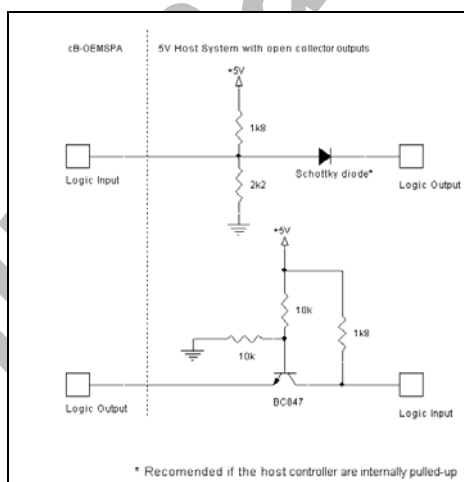 cB-OEMSPA
5V Host System with open collector outputs
+5V
1k8
Logic Input
Schottky diode*
Logic Output
2k2
+5V
10k
1k8
10k
Logic Output
BC847
Logic Input
* Recomended if the host controller are internally pulled-up